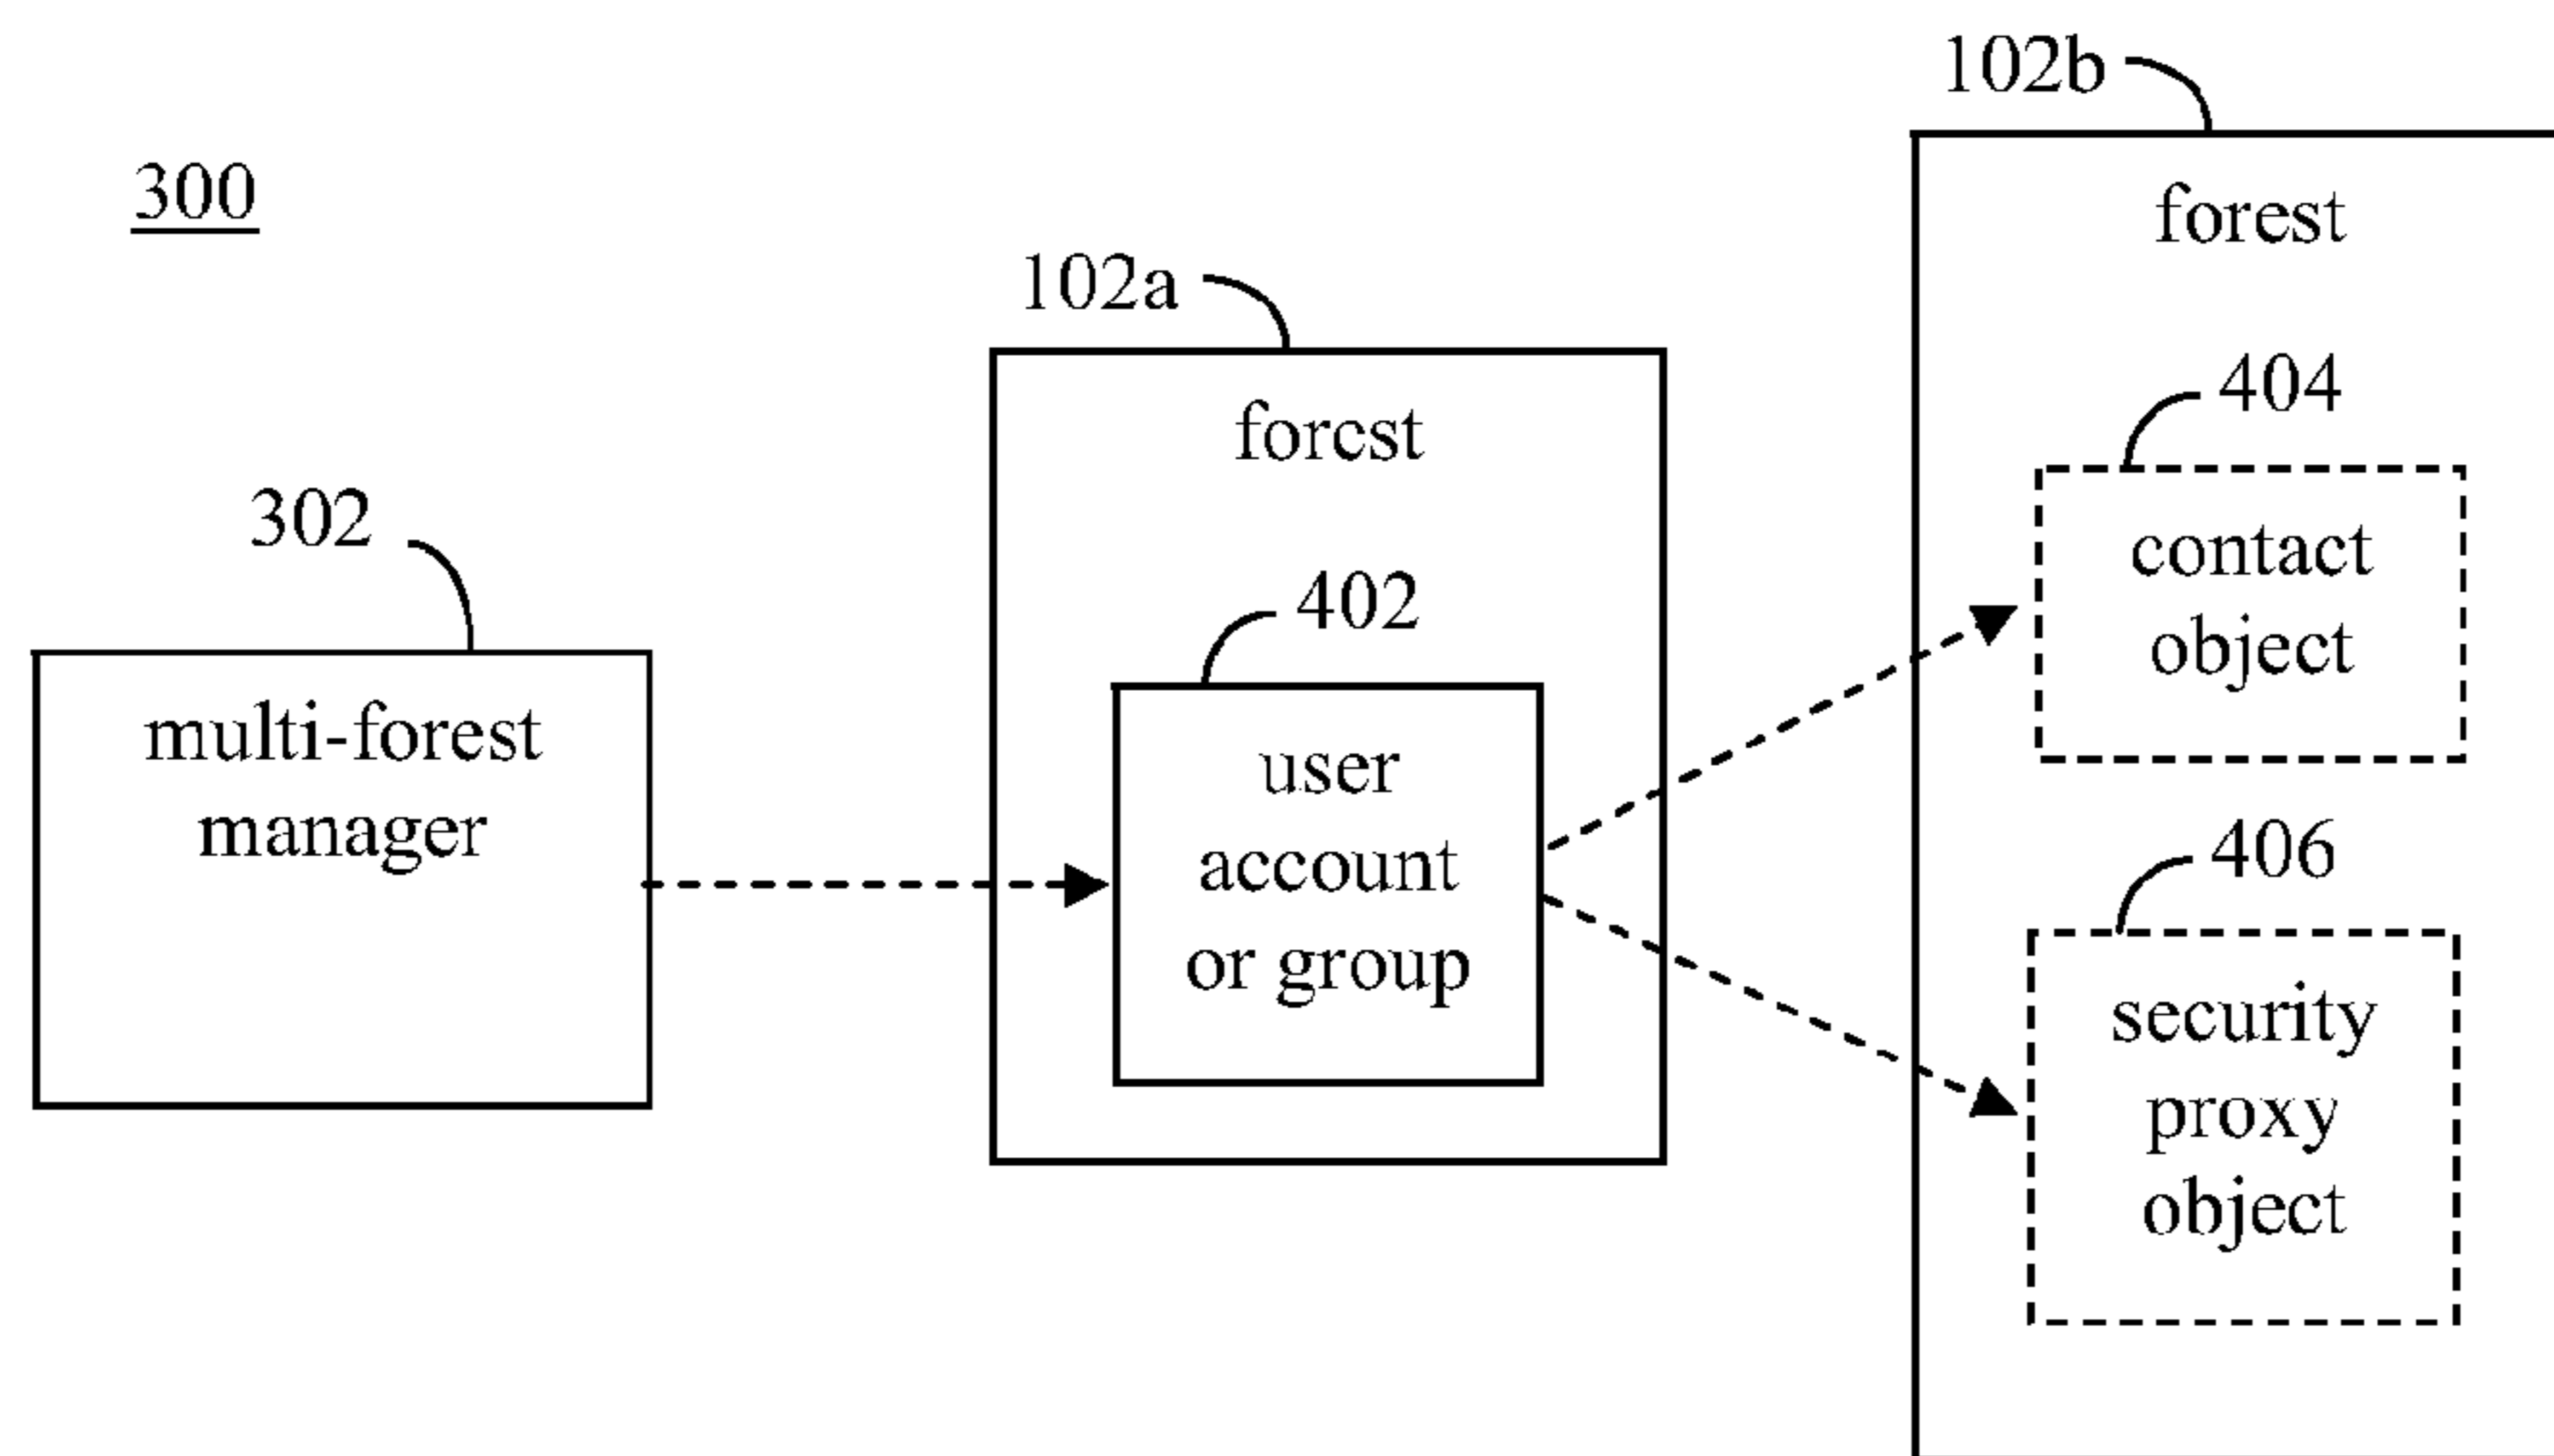 300
302
multi-forest
manager
102a
forest
402
user
account
or group
102b
forest
404
contact
object
406
security
proxy
object